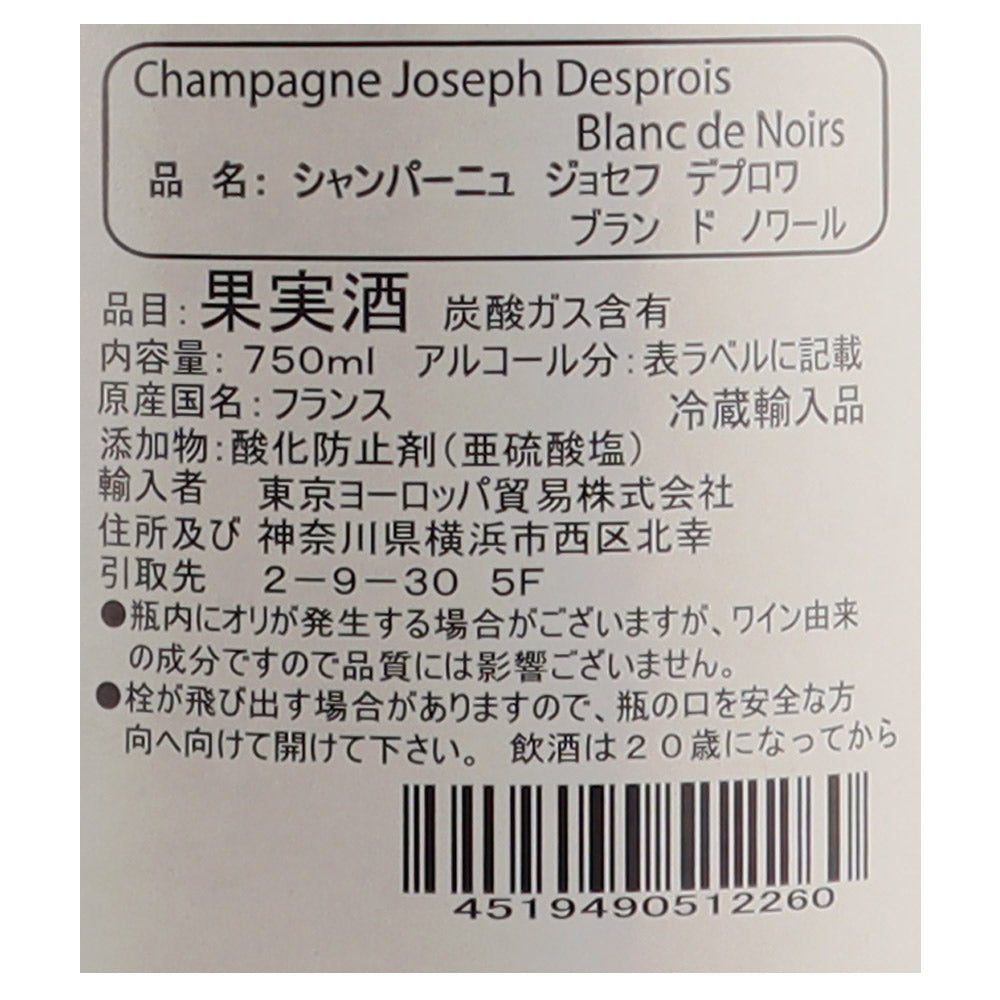 Champagne Joseph Desprois
Blanc de Noirs
品 名: シャンパーニュ ジョセフ デプロワ
ブラン ド ノワール
品目: 果実酒 炭酸ガス含有
内容量: 750ml アルコール分:表ラベルに記載
原産国名:フランス 冷蔵輸入品
添加物:酸化防止剤(亜硫酸塩)
輸入者 東京ヨーロッパ貿易株式会社
住所及び 神奈川県横浜市西区北幸
引取先 2-9-30 5F
●瓶内にオリが発生する場合がございますが、ワイン由来
の成分ですので品質には影響ございません。
●栓が飛び出す場合がありますので、瓶の口を安全な方
向へ向けて開けて下さい。 飲酒は20歳になってから
4519490512260